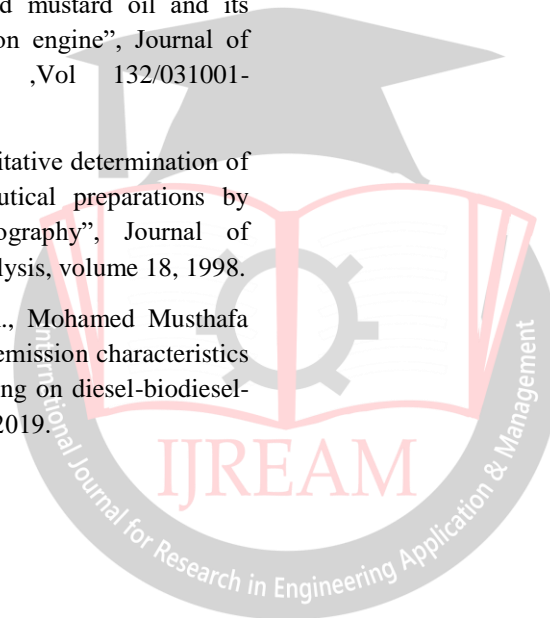 d mustard oil and its
on engine”, Journal of
,Vol 132/031001-
itative determination of
utical preparations by
ography”, Journal of
lysis, volume 18, 1998.
., Mohamed Musthafa
emission characteristics
ng on diesel-biodiesel-
2019.
IJREAM
International Journal for Research in Engineering Application & Management